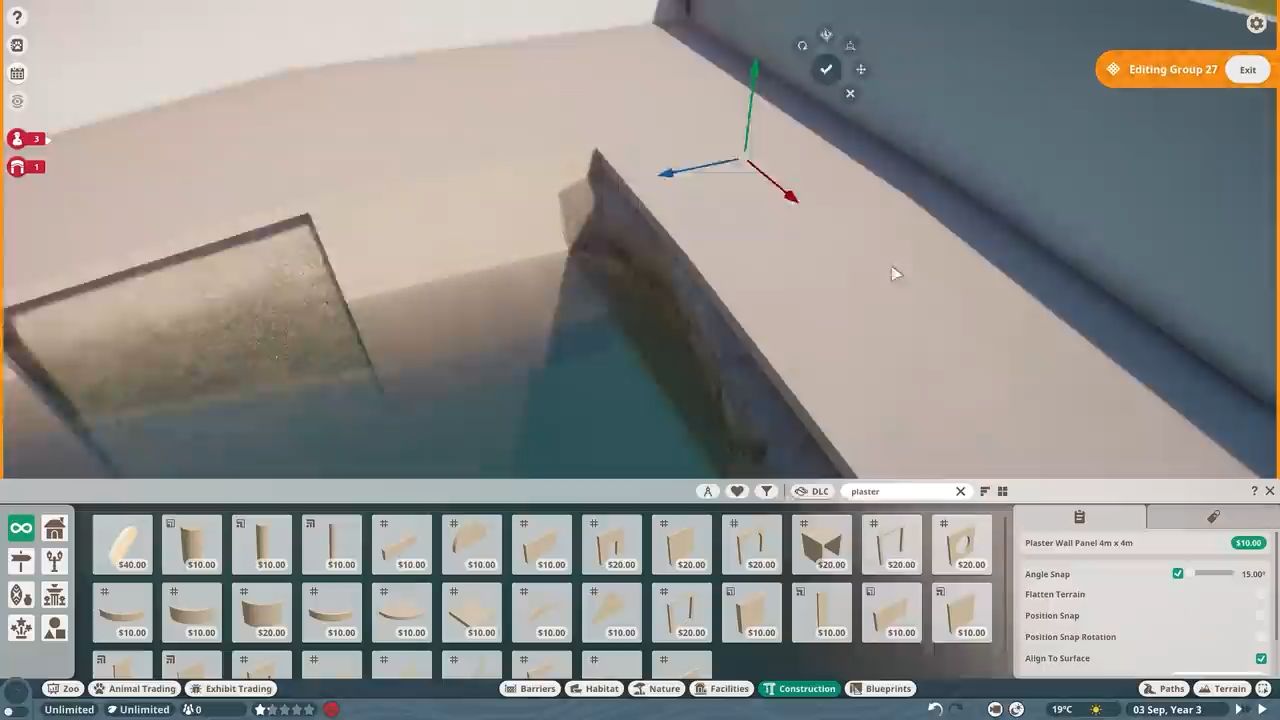 ?
Editing Group 27 Exit
3
1
DLC plaster ? ×
$40.00 $10.00 $10.00 $10.00 $10.00 $10.00 $10.00 $20.00 $10.00 $20.00 $20.00 $20.00 $10.00
$10.00 $10.00 $20.00 $10.00 $10.00 $10.00 $10.00 $10.00 $20.00 $10.00 $10.00 $10.00 $10.00
Plaster Wall Panel 4m x 4m $10.00
Angle Snap 15.00°
Flatten Terrain
Position Snap
Position Snap Rotation
Align To Surface
Zoo Animal Trading Exhibit Trading Barriers Habitat Nature Facilities Construction Blueprints Paths Terrain
Unlimited Unlimited 0 19°C 03 Sep, Year 3